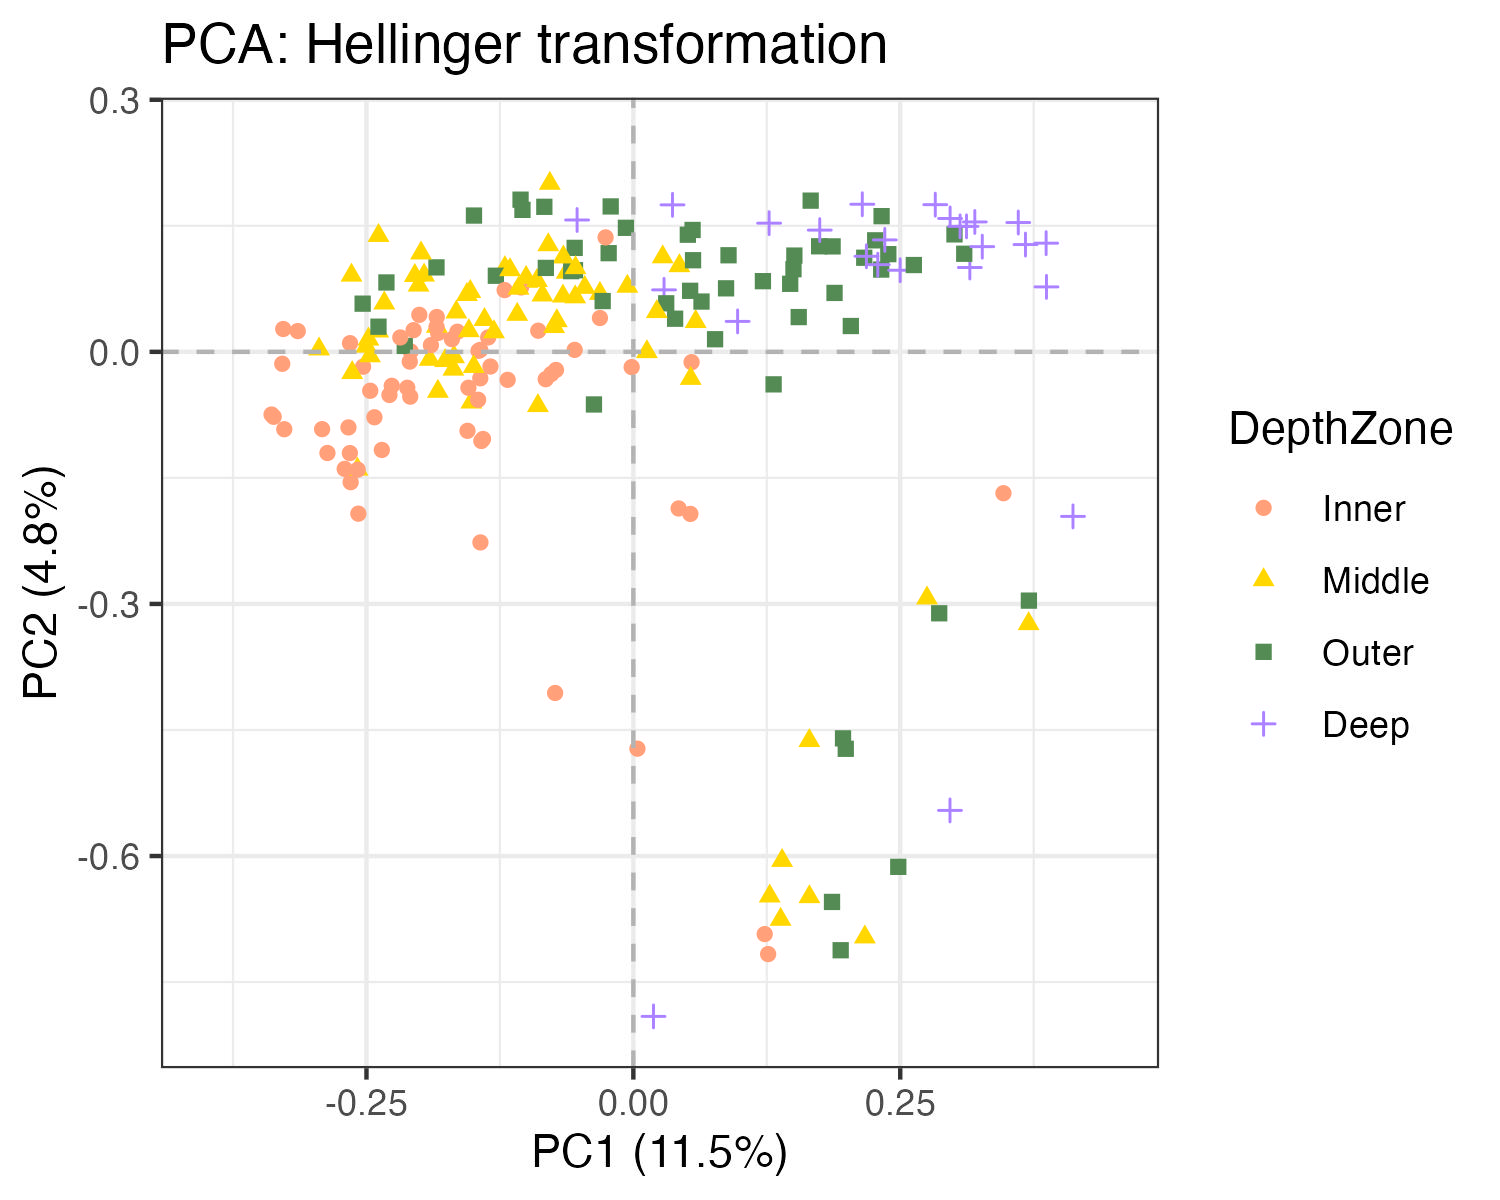 PCA: Hellinger transformation
0.3
0.0
-0.3
-0.6
PC2 (4.8%)
-0.25
0.00
0.25
PC1 (11.5%)
DepthZone
Inner
Middle
Outer
Deep